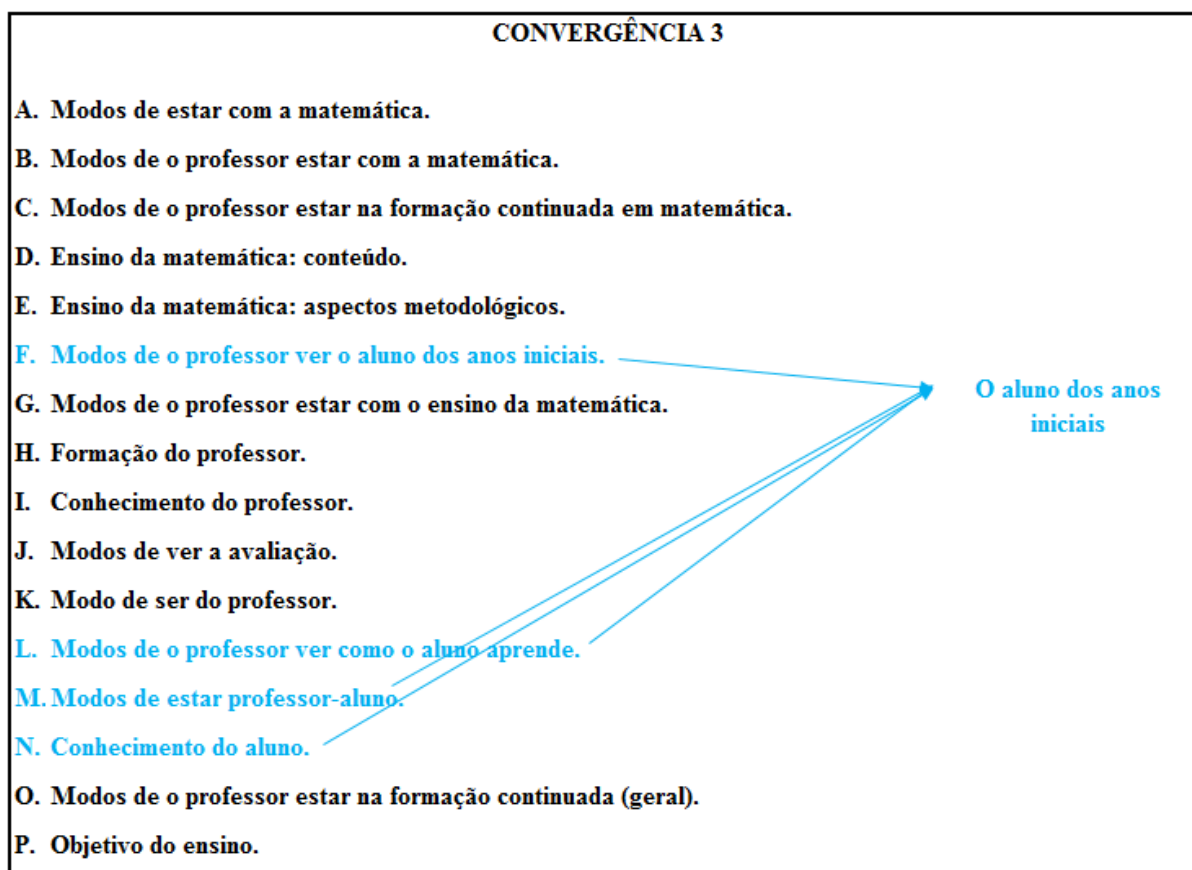 CONVERGÊNCIA 3
A. Modos de estar com a matemática.
B. Modos de o professor estar com a matemática.
C. Modos de o professor estar na formação continuada em matemática.
D. Ensino da matemática: conteúdo.
E. Ensino da matemática: aspectos metodológicos.
F. Modos de o professor ver o aluno dos anos iniciais.
G. Modos de o professor estar com o ensino da matemática.
H. Formação do professor.
I. Conhecimento do professor.
J. Modos de ver a avaliação.
K. Modo de ser do professor.
L. Modos de o professor ver como o aluno aprende.
M. Modos de estar professor-aluno.
N. Conhecimento do aluno.
O. Modos de o professor estar na formação continuada (geral).
P. Objetivo do ensino.
O aluno dos anos
iniciais